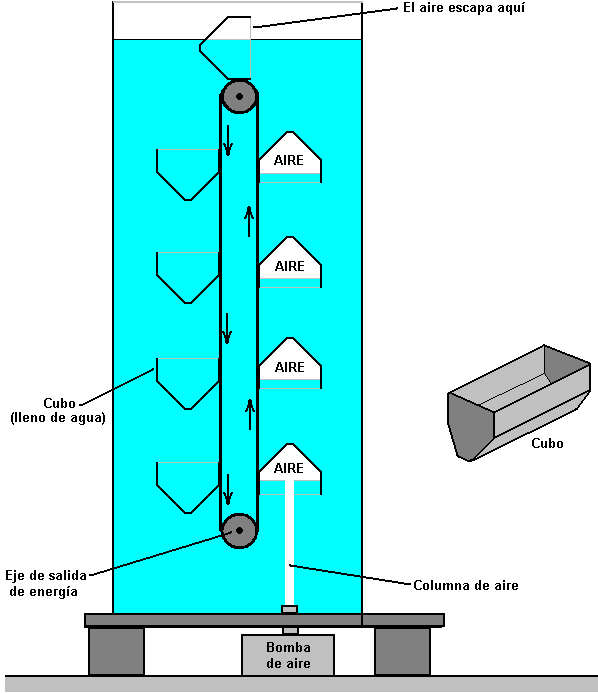 El aire escapa aquí
AIRE
AIRE
AIRE
Cubo
(lleno de agua)
Cubo
AIRE
Eje de salida
de energía
Columna de aire
Bomba
de aire